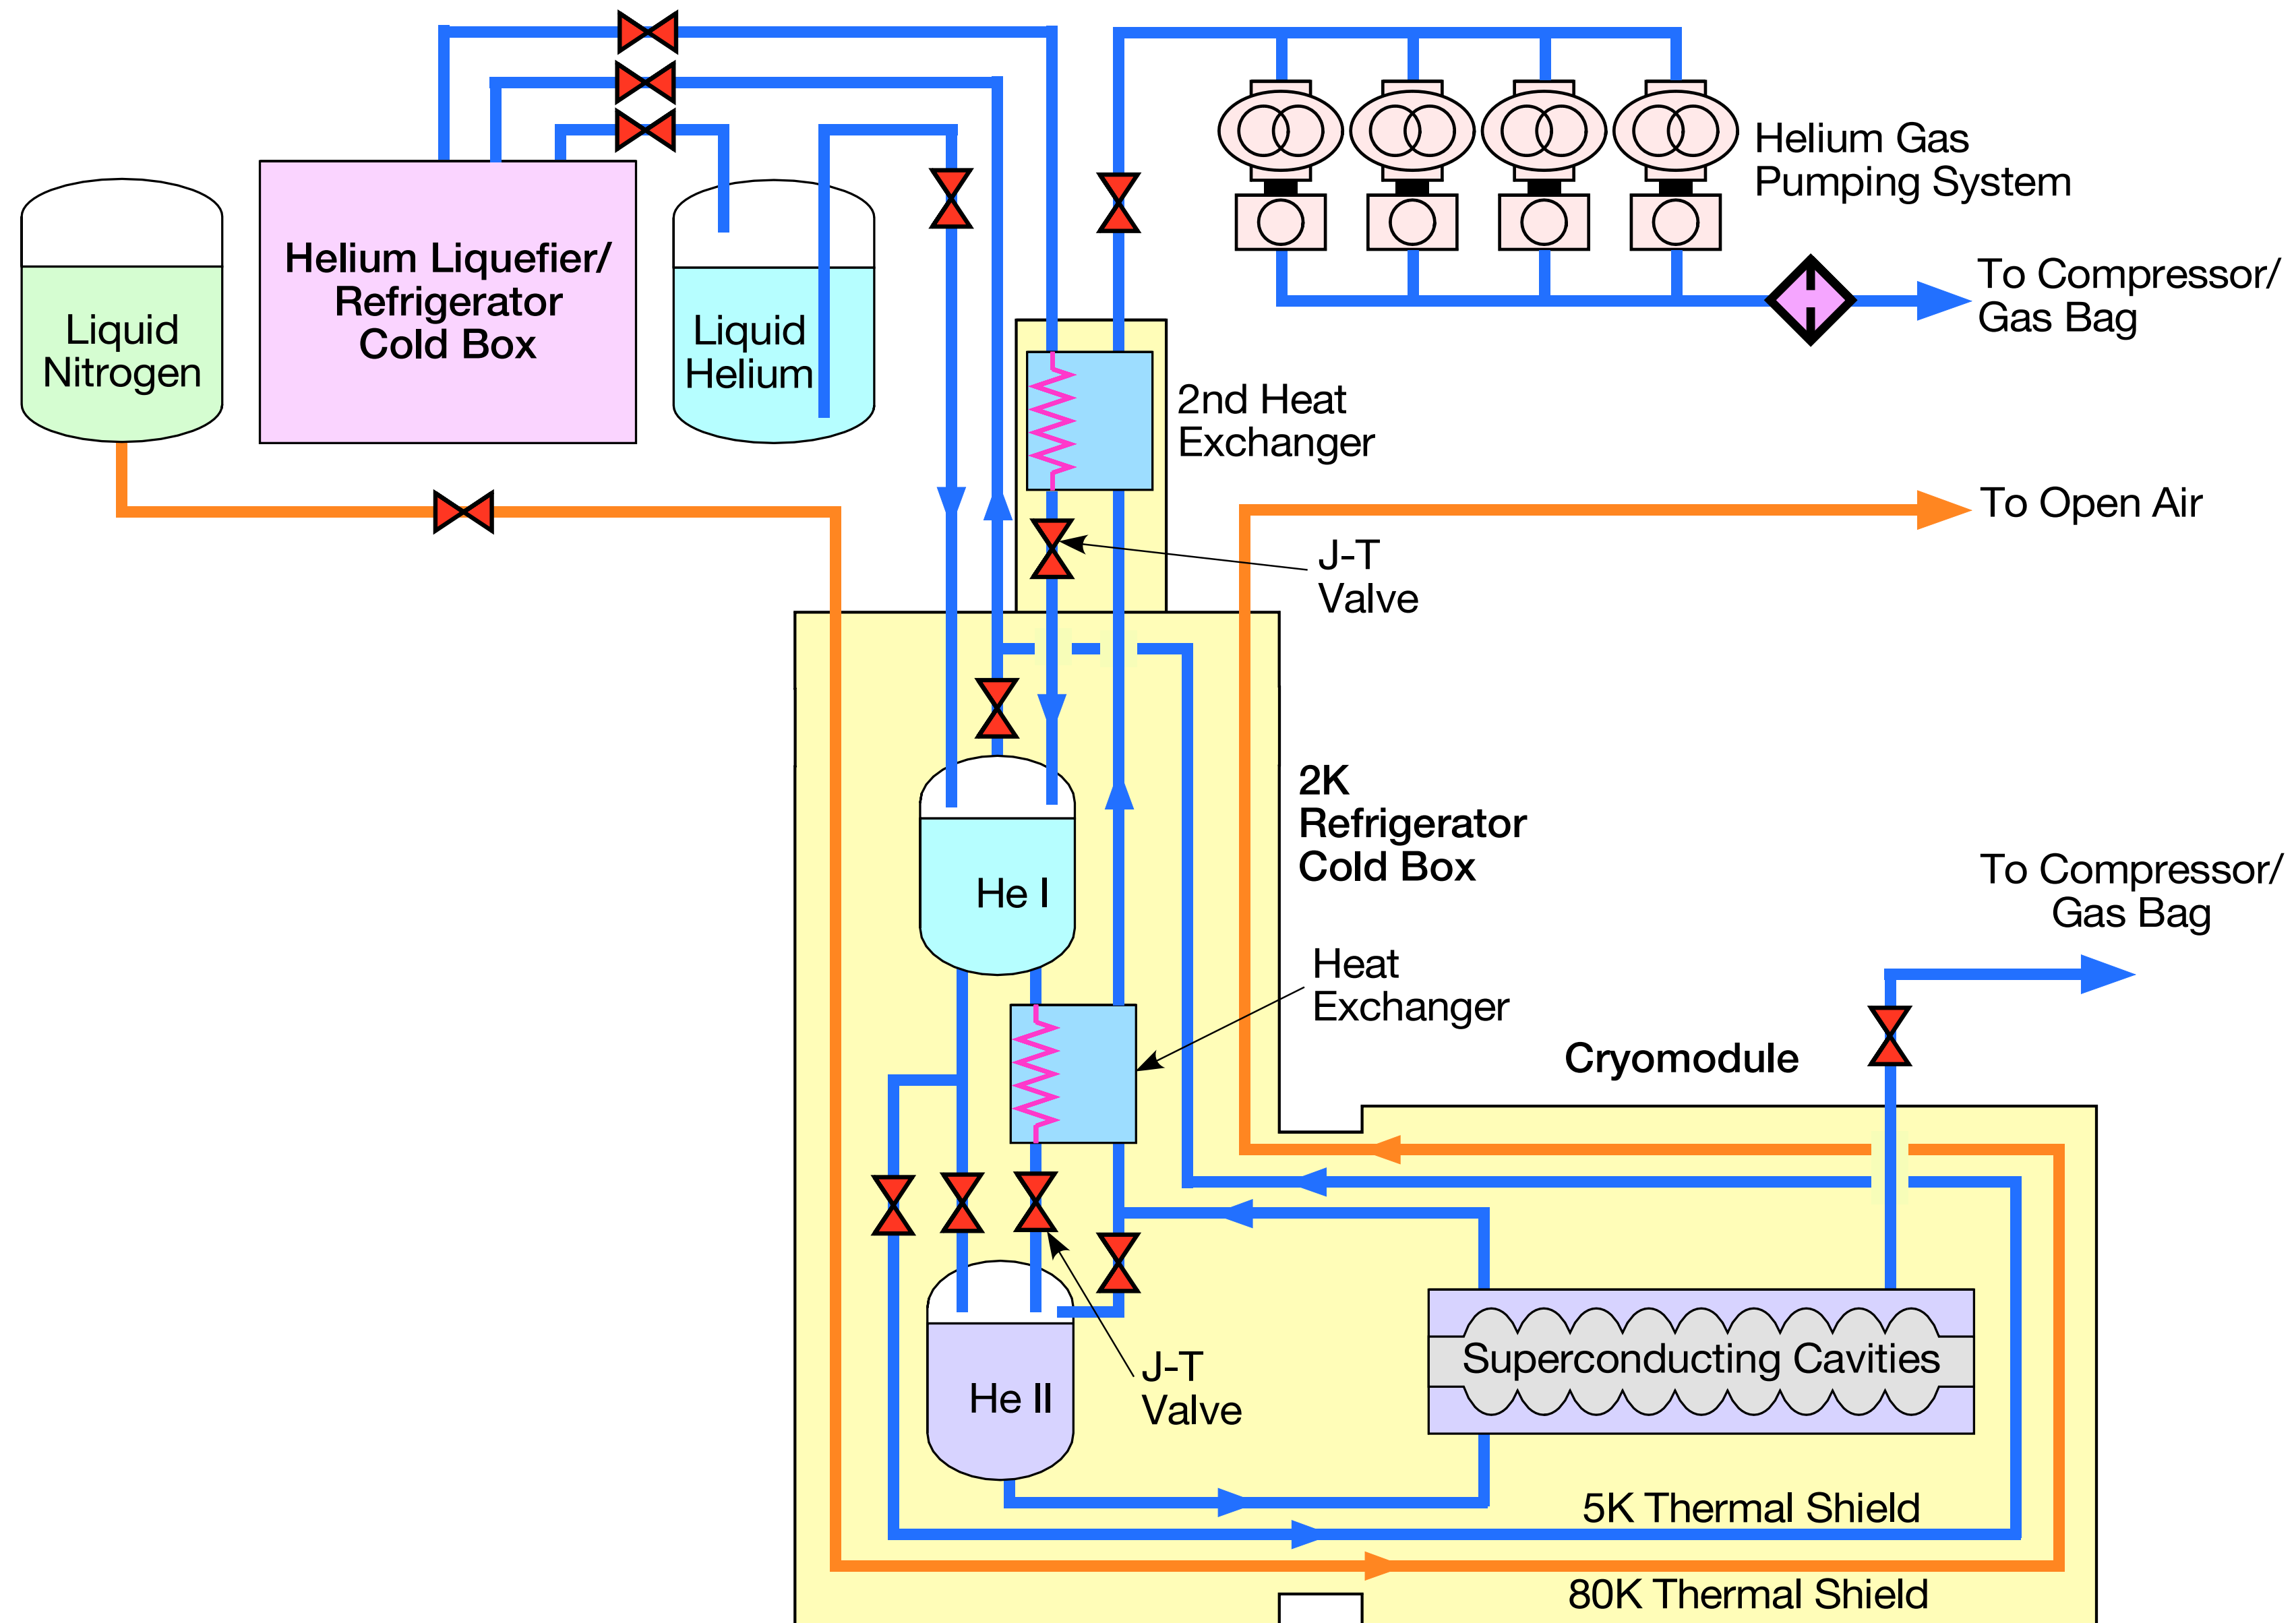 Helium Gas
Pumping System
To Compressor/
Gas Bag
Helium Liquefier/
Refrigerator
Cold Box
Liquid
Nitrogen
Liquid
Helium
2nd Heat
Exchanger
To Open Air
J-T
Valve
2K
Refrigerator
Cold Box
To Compressor/
Gas Bag
He I
Heat
Exchanger
Cryomodule
Superconducting Cavities
J-T
Valve
He II
5K Thermal Shield
80K Thermal Shield